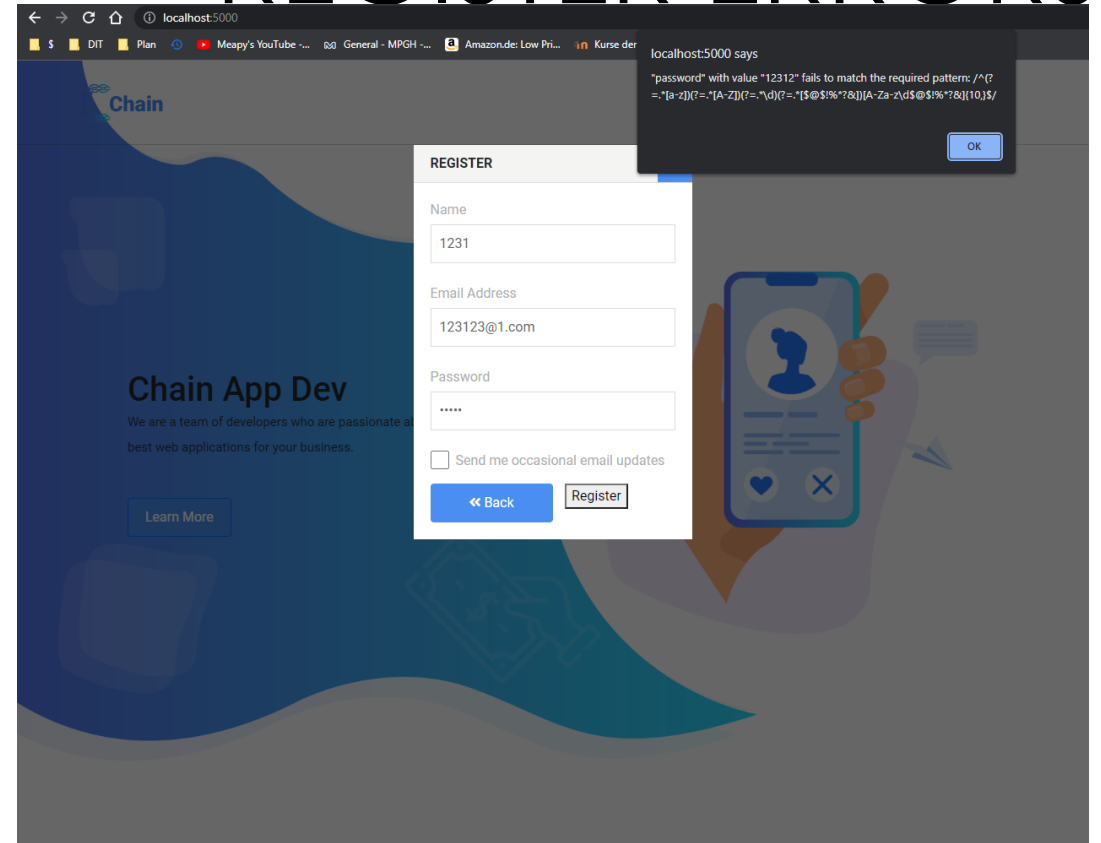 REGISTER ERRORS
localhost:5000
$ DIT Plan Meapy's YouTube -... General - MPGH -... Amazon.de: Low Pri... Kurse der
localhost:5000 says
"password" with value "12312" fails to match the required pattern: /^(?
=.*[a-z])(?=.*[A-Z])(?=.*\d)(?=.*[$@$!%*?&])[A-Za-z\d$@$!%*?&]{10,}$/
OK
Chain
REGISTER
Name
1231
Email Address
123123@1.com
Password
•••••
Send me occasional email updates
Back
Register
Chain App Dev
We are a team of developers who are passionate a
best web applications for your business.
Learn More